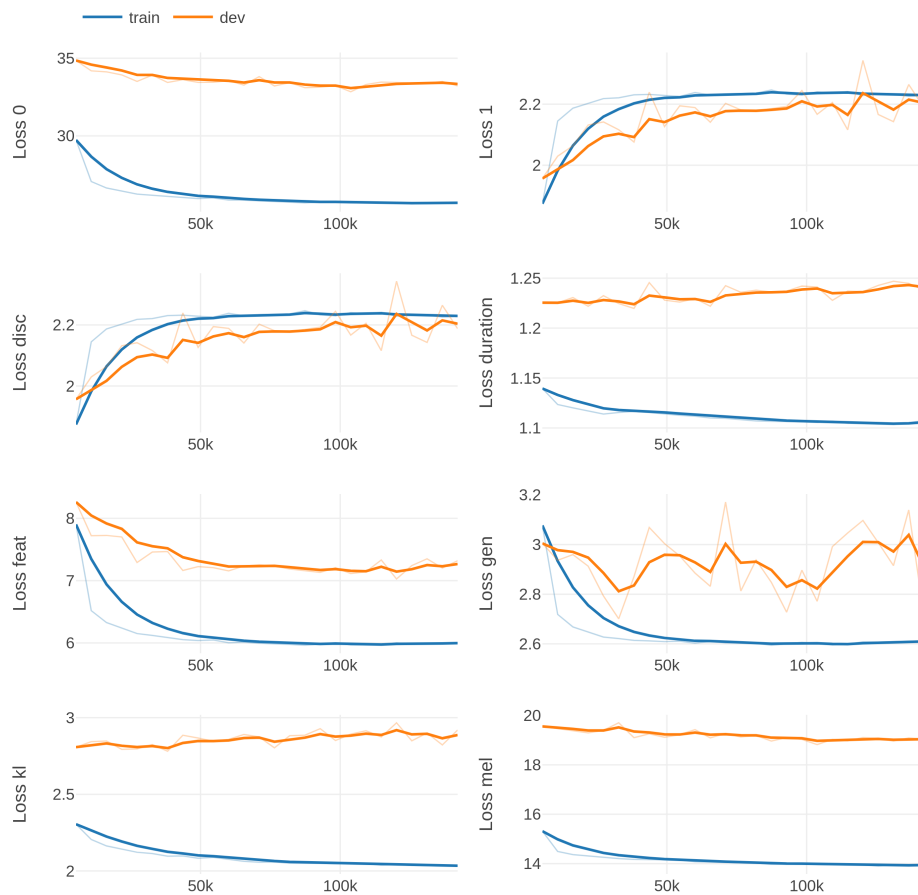 train dev
Loss 0
35
30
50k 100k
Loss 1
2.2
2
50k 100k
Loss disc
2.2
2
50k 100k
Loss duration
1.25
1.2
1.15
1.1
50k 100k
Loss feat
8
7
6
50k 100k
Loss gen
3.2
3
2.8
2.6
50k 100k
Loss kl
3
2.5
2
50k 100k
Loss mel
20
18
16
14
50k 100k